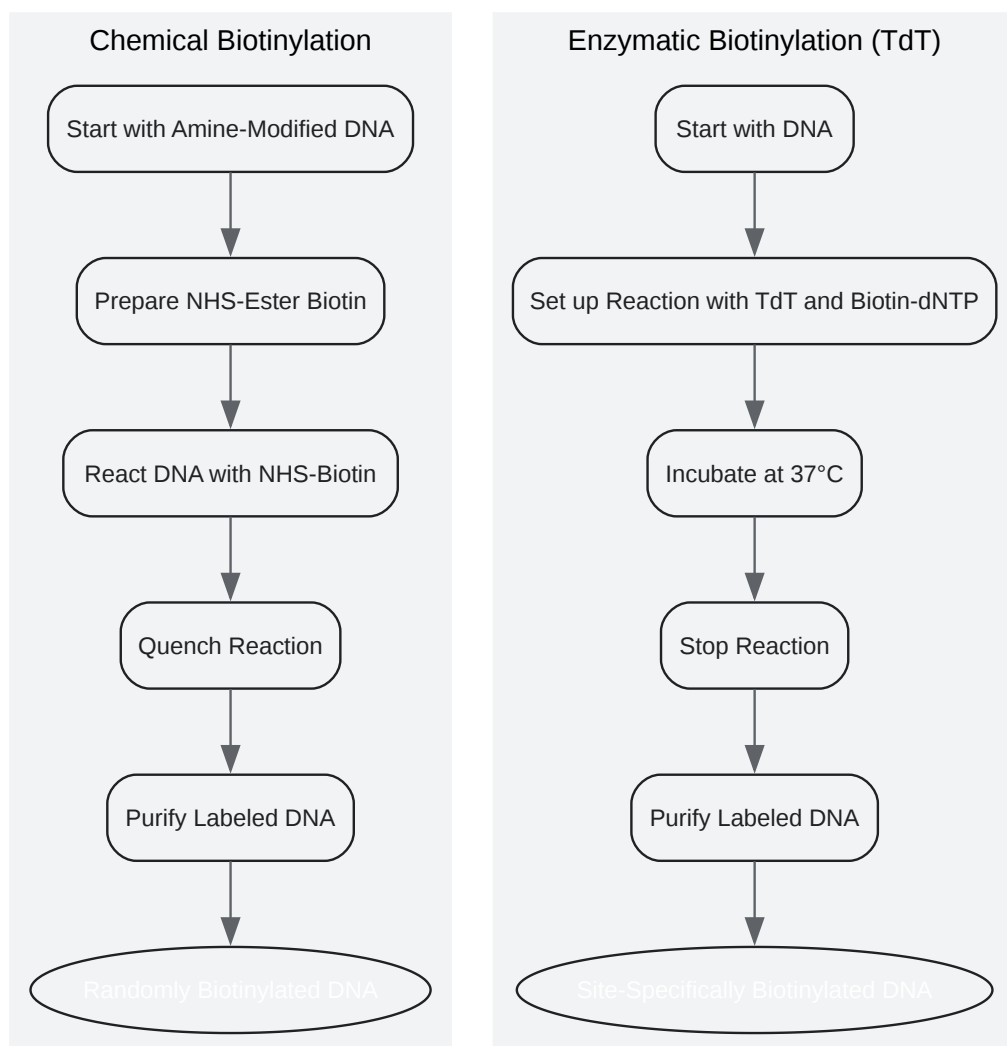 Chemical Biotinylation
Start with Amine-Modified DNA
Prepare NHS-Ester Biotin
React DNA with NHS-Biotin
Quench Reaction
Purify Labeled DNA
Randomly Biotinylated DNA
Enzymatic Biotinylation (TdT)
Start with DNA
Set up Reaction with TdT and Biotin-dNTP
Incubate at 37°C
Stop Reaction
Purify Labeled DNA
Site-Specifically Biotinylated DNA